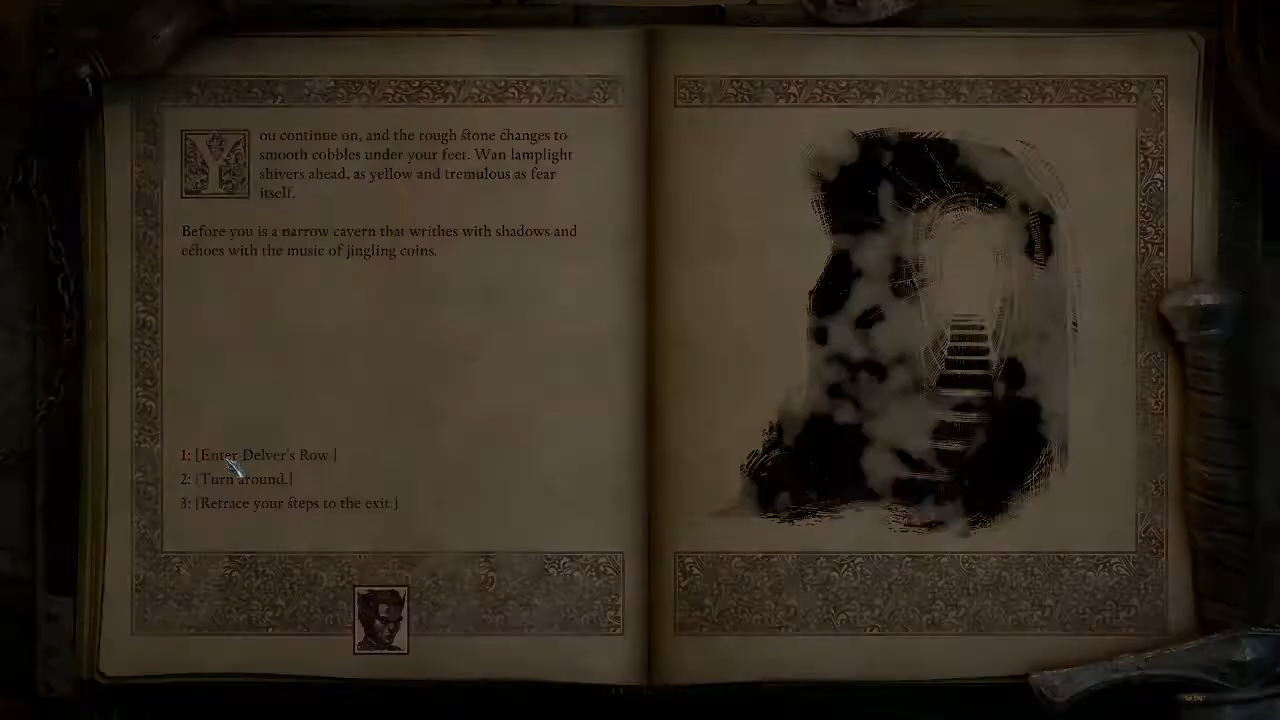 You continue on, and the rough stone changes to
smooth cobbles under your feet. Wan lamplight
shivers ahead, as yellow and tremulous as fear
itself.
Before you is a narrow cavern that writhes with shadows and
echoes with the music of jingling coins.
1: [Enter Delver's Row.]
2: [Turn around.]
3: [Retrace your steps to the exit.]